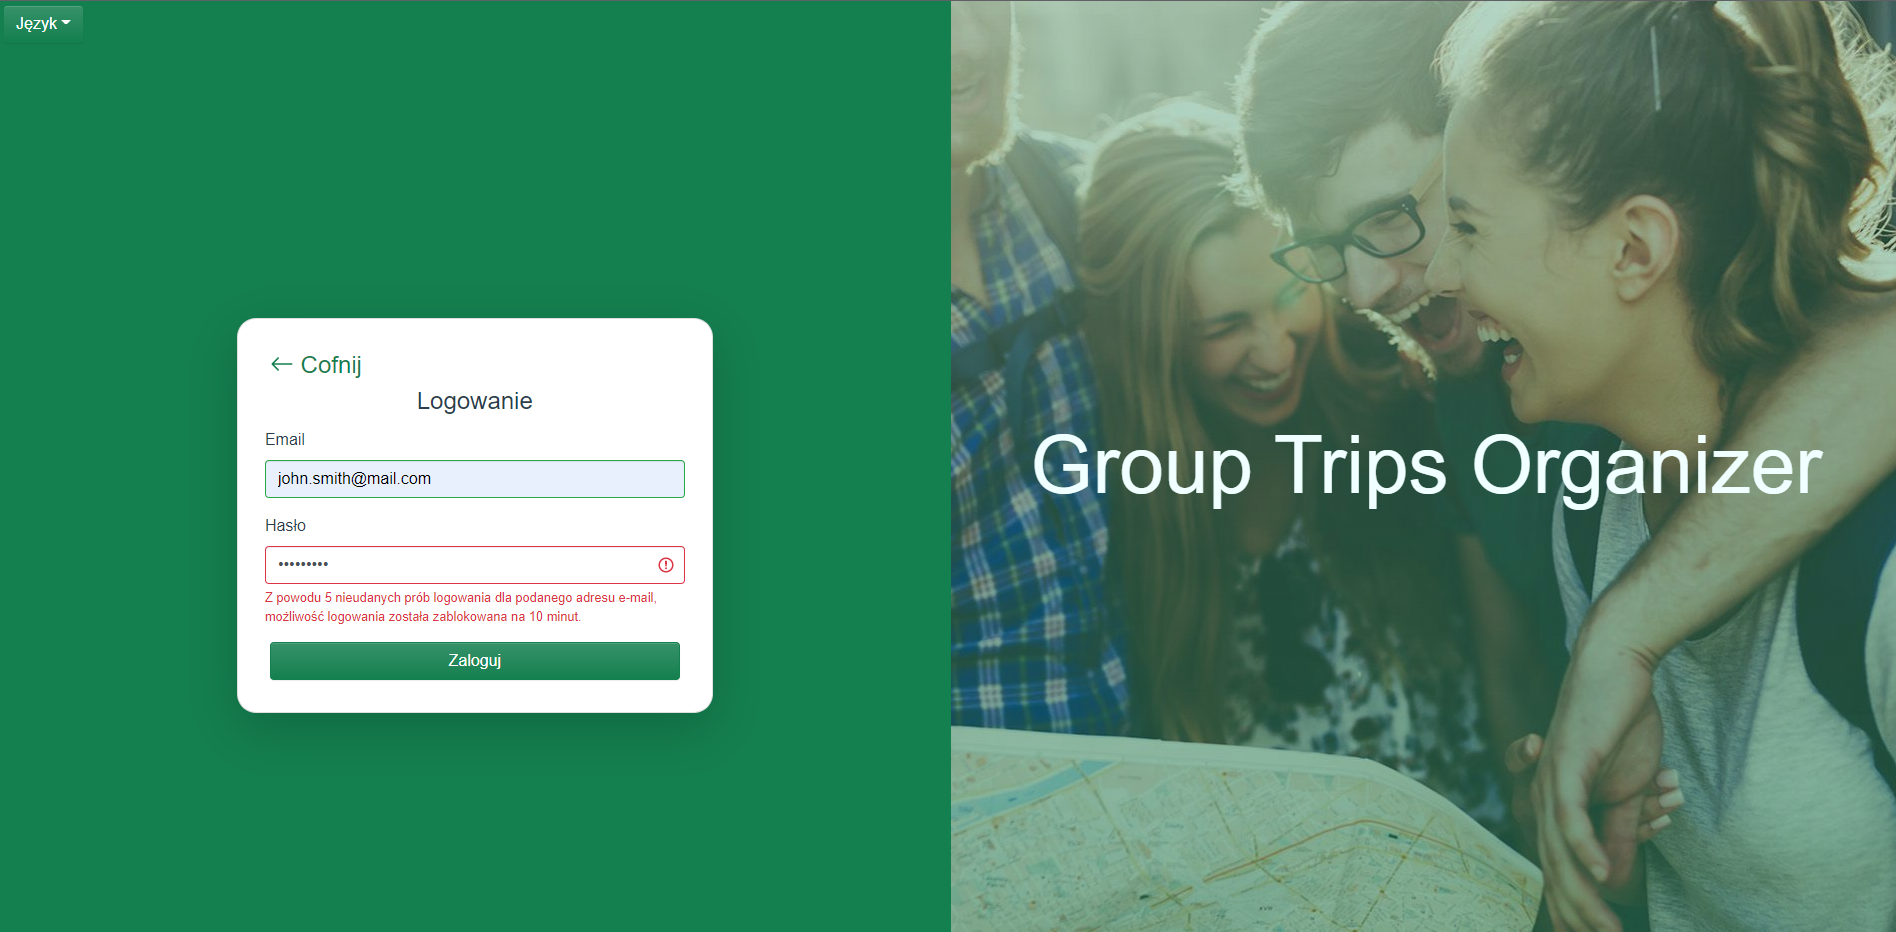 Język
Cofnij
Logowanie
Email
john.smith@mail.com
Hasło
•••••••••
Z powodu 5 nieudanych prób logowania dla podanego adresu e-mail,
możliwość logowania została zablokowana na 10 minut.
Zaloguj
Group Trips Organizer